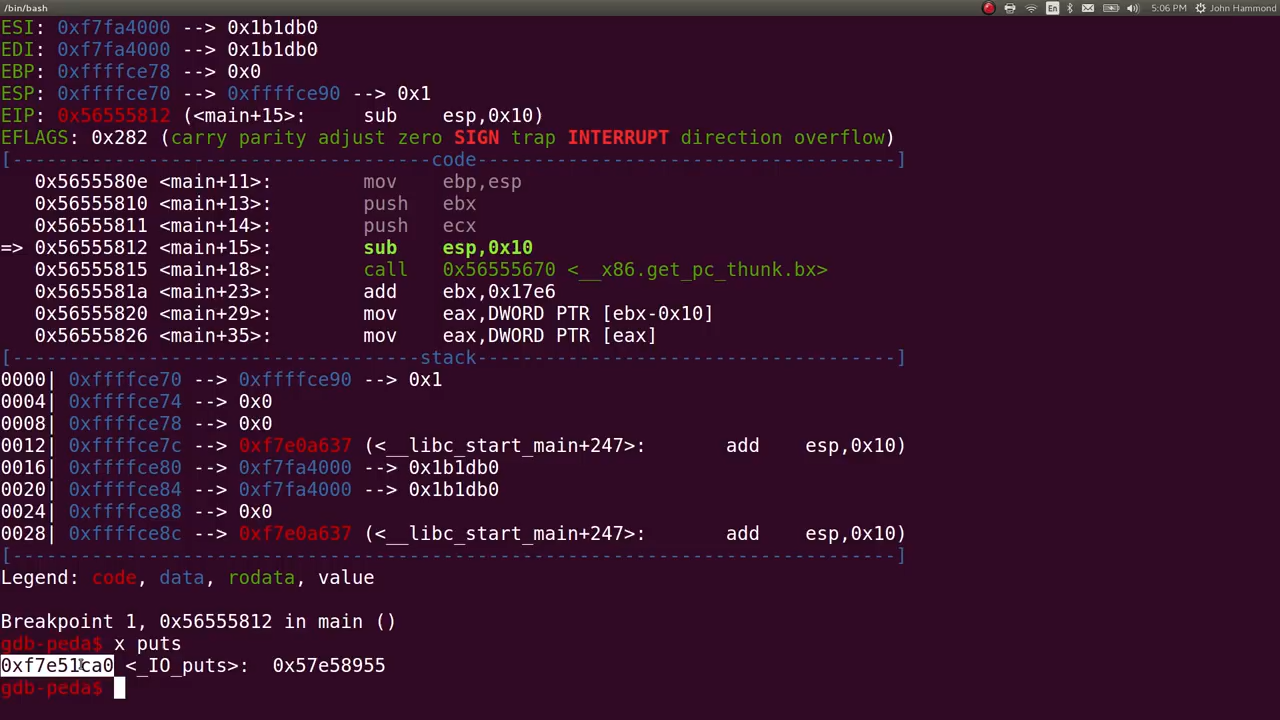 /bin/bash En 5:06 PM John Hammond
ESI: 0xf7fa4000 --> 0x1b1db0
EDI: 0xf7fa4000 --> 0x1b1db0
EBP: 0xffffce78 --> 0x0
ESP: 0xffffce70 --> 0xffffce90 --> 0x1
EIP: 0x56555812 (<main+15>: sub esp,0x10)
EFLAGS: 0x282 (carry parity adjust zero SIGN trap INTERRUPT direction overflow)
[-------------------------------------code-------------------------------------]
0x5655580e <main+11>: mov ebp,esp
0x56555810 <main+13>: push ebx
0x56555811 <main+14>: push ecx
=> 0x56555812 <main+15>: sub esp,0x10
0x56555815 <main+18>: call 0x56555670 <__x86.get_pc_thunk.bx>
0x5655581a <main+23>: add ebx,0x17e6
0x56555820 <main+29>: mov eax,DWORD PTR [ebx-0x10]
0x56555826 <main+35>: mov eax,DWORD PTR [eax]
[------------------------------------stack-------------------------------------]
0000| 0xffffce70 --> 0xffffce90 --> 0x1
0004| 0xffffce74 --> 0x0
0008| 0xffffce78 --> 0x0
0012| 0xffffce7c --> 0xf7e0a637 (<__libc_start_main+247>: add esp,0x10)
0016| 0xffffce80 --> 0xf7fa4000 --> 0x1b1db0
0020| 0xffffce84 --> 0xf7fa4000 --> 0x1b1db0
0024| 0xffffce88 --> 0x0
0028| 0xffffce8c --> 0xf7e0a637 (<__libc_start_main+247>: add esp,0x10)
[------------------------------------------------------------------------------]
Legend: code, data, rodata, value
Breakpoint 1, 0x56555812 in main ()
gdb-peda$ x puts
0xf7e51ca0 <_IO_puts>: 0x57e58955
gdb-peda$